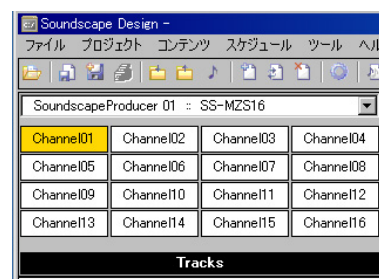 Soundscape Design -
ファイル プロジェクト コンテンツ スケジュール ツール
SoundscapeProducer 01 :: SS-MZS16
Channel01 Channel02 Channel03 Channel04
Channel05 Channel06 Channel07 Channel08
Channel09 Channel10 Channel11 Channel12
Channel13 Channel14 Channel15 Channel16
Tracks